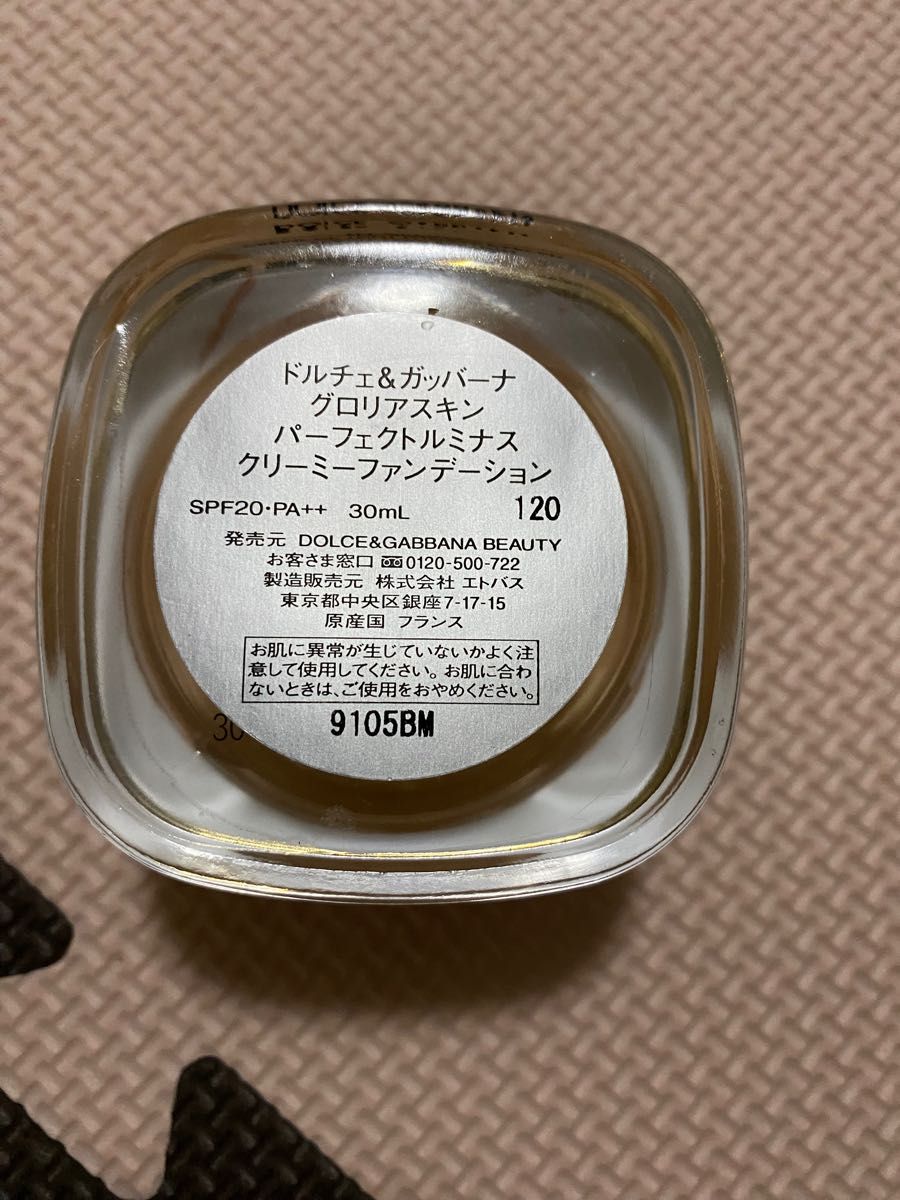 ドルチェ&ガッバーナ
グロリアスキン
パーフェクトルミナス
クリーミーファンデーション
SPF20・PA++ 30mL 120
発売元 DOLCE&GABBANA BEAUTY
お客さま窓口 0120-500-722
製造販売元 株式会社 エトバス
東京都中央区銀座7-17-15
原産国 フランス
お肌に異常が生じていないかよく注
意して使用してください。お肌に合わ
ないときは、ご使用をおやめください。
30
9105BM